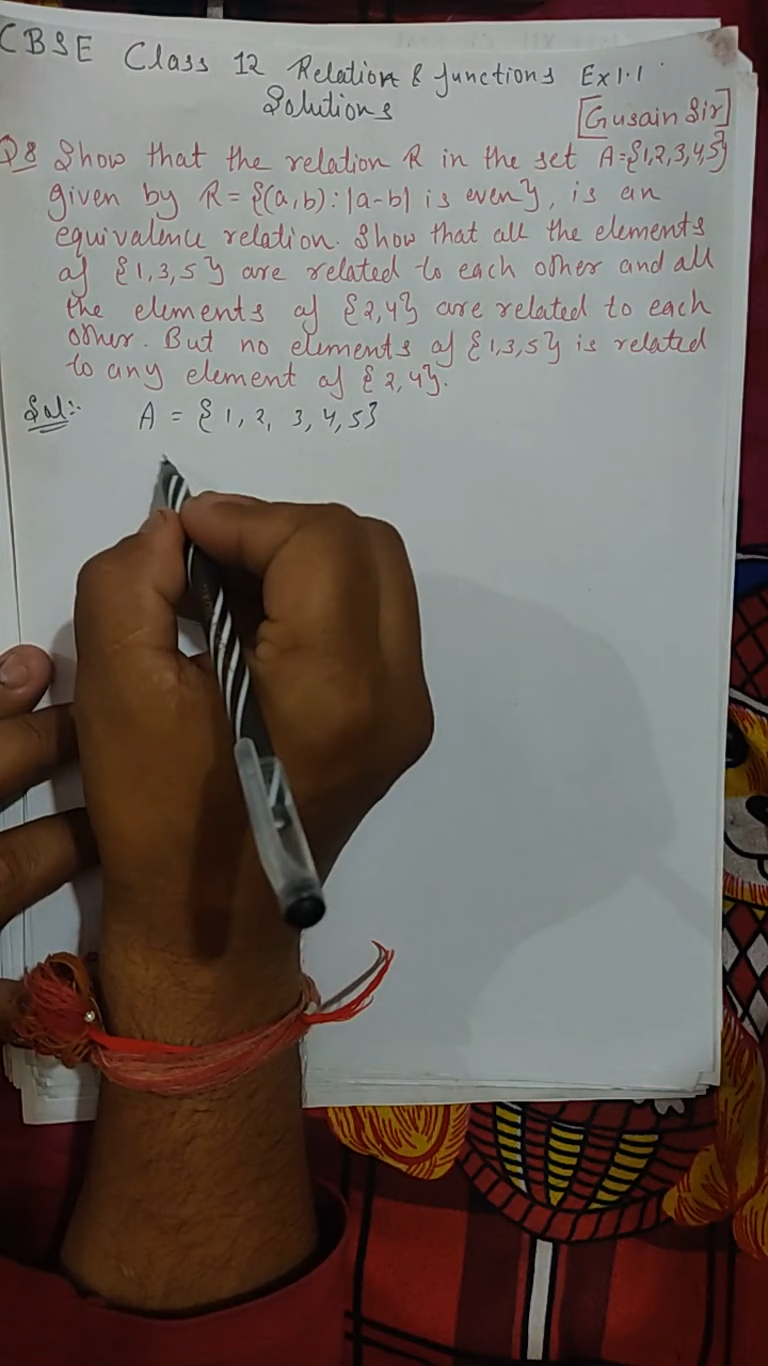 CBSE Class 12 Relation & functions Ex1.1
Solutions [Gusain Sir]
Q8 Show that the relation R in the set A={1,2,3,4,5}
given by R = {(a,b) : |a-b| is even}, is an
equivalence relation. Show that all the elements
of {1,3,5} are related to each other and all
the elements of {2,4} are related to each
other. But no elements of {1,3,5} is related
to any element of {2,4}.
Sol:- A = {1, 2, 3, 4, 5}